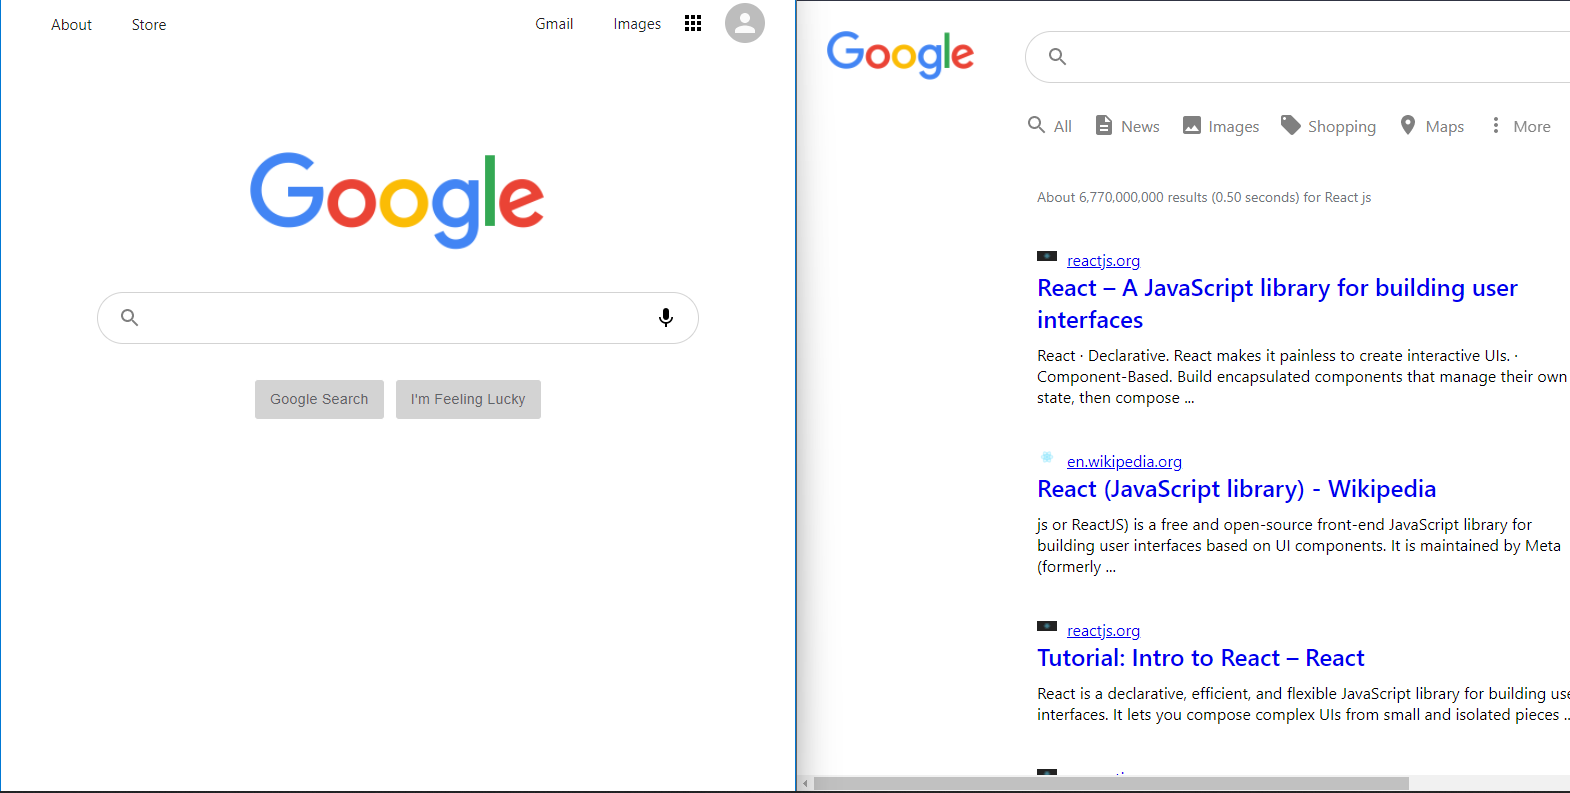 About
Store
Gmail
Images
Google
Google Search
I'm Feeling Lucky
Google
All
News
Images
Shopping
Maps
More
About 6,770,000,000 results (0.50 seconds) for React js
reactjs.org
React – A JavaScript library for building user
interfaces
React · Declarative. React makes it painless to create interactive UIs. ·
Component-Based. Build encapsulated components that manage their own
state, then compose ...
en.wikipedia.org
React (JavaScript library) - Wikipedia
js or ReactJS) is a free and open-source front-end JavaScript library for
building user interfaces based on UI components. It is maintained by Meta
(formerly ...
reactjs.org
Tutorial: Intro to React – React
React is a declarative, efficient, and flexible JavaScript library for building
interfaces. It lets you compose complex UIs from small and isolated pieces ...